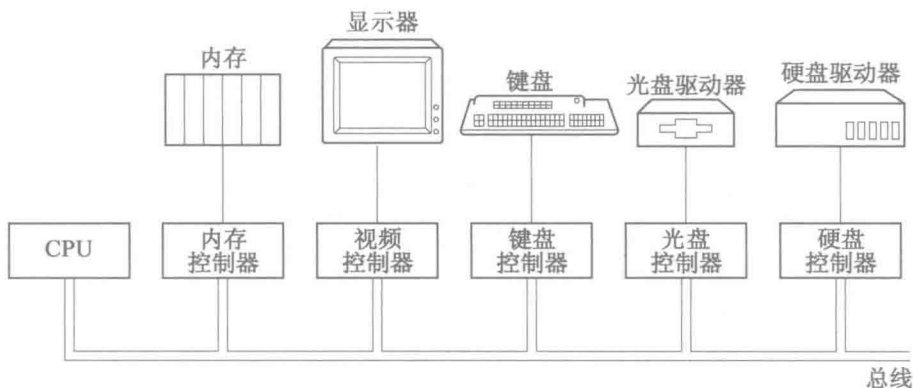 显示器
内存
键盘
光盘驱动器
硬盘驱动器
CPU
内存
控制器
视频
控制器
键盘
控制器
光盘
控制器
硬盘
控制器
总线